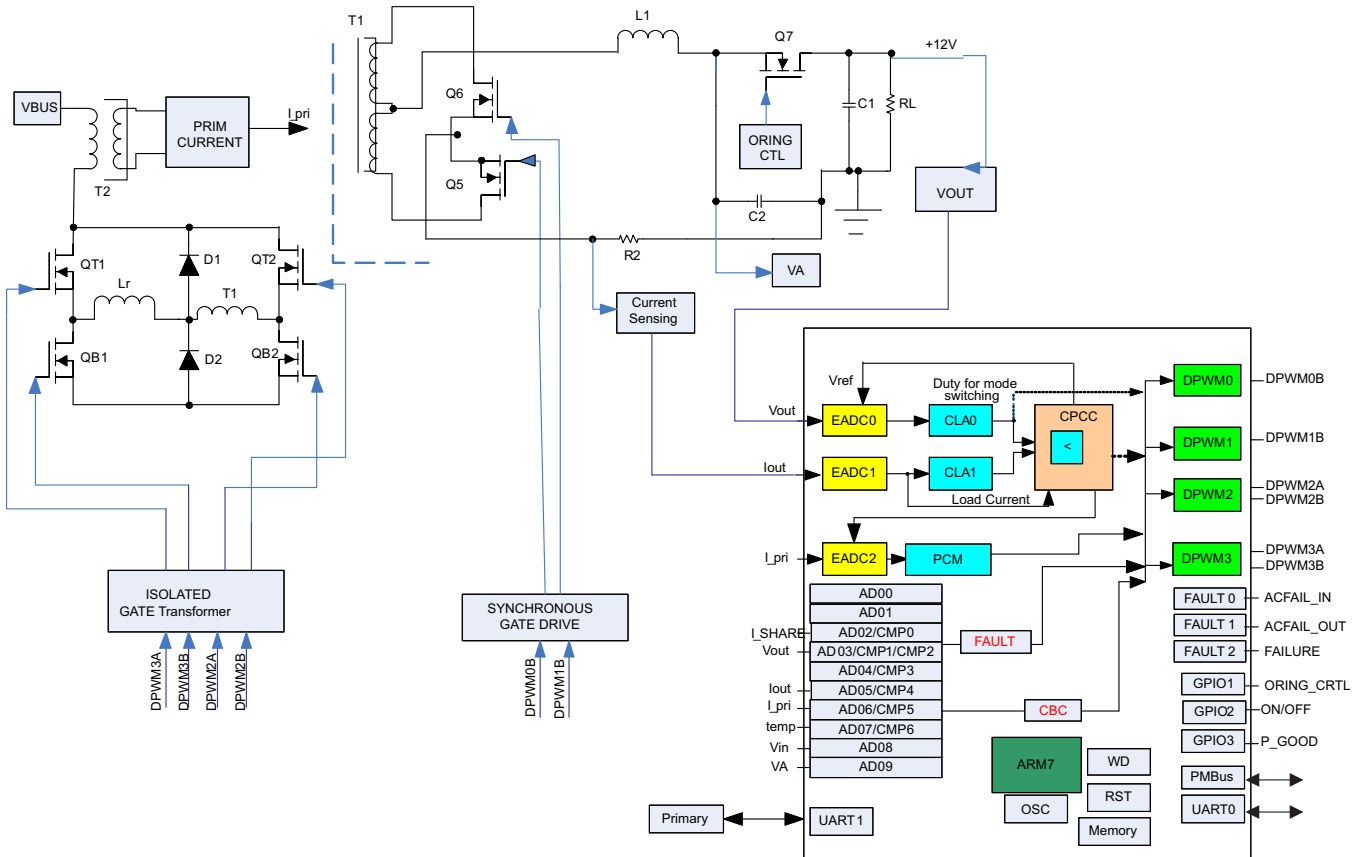 T1
L1
Q7
+12V
VBUS
PRIM
CURRENT
I_pri
Q6
C1
RL
ORING
CTL
T2
Q5
VOUT
C2
R2
QT1
D1
QT2
VA
Lr
T1
Current
Sensing
QB1
D2
QB2
Vref
Duty for mode
switching
DPWM0
DPWM0B
Vout
EADC0
CLA0
CPCC
<
DPWM1
DPWM1B
Iout
EADC1
CLA1
Load Current
DPWM2
DPWM2A
DPWM2B
I_pri
EADC2
PCM
DPWM3
DPWM3A
DPWM3B
ISOLATED
GATE Transformer
SYNCHRONOUS
GATE DRIVE
DPWM3A
DPWM3B
DPWM2A
DPWM2B
DPWM0B
DPWM1B
AD00
AD01
I_SHARE
AD02/CMP0
Vout
AD03/CMP1/CMP2
AD04/CMP3
Iout
AD05/CMP4
I_pri
AD06/CMP5
temp
AD07/CMP6
Vin
AD08
VA
AD09
FAULT
CBC
FAULT 0
ACFAIL_IN
FAULT 1
ACFAIL_OUT
FAULT 2
FAILURE
GPIO1
ORING_CRTL
GPIO2
ON/OFF
GPIO3
P_GOOD
ARM7
WD
PMBus
OSC
RST
UART0
Memory
Primary
UART1